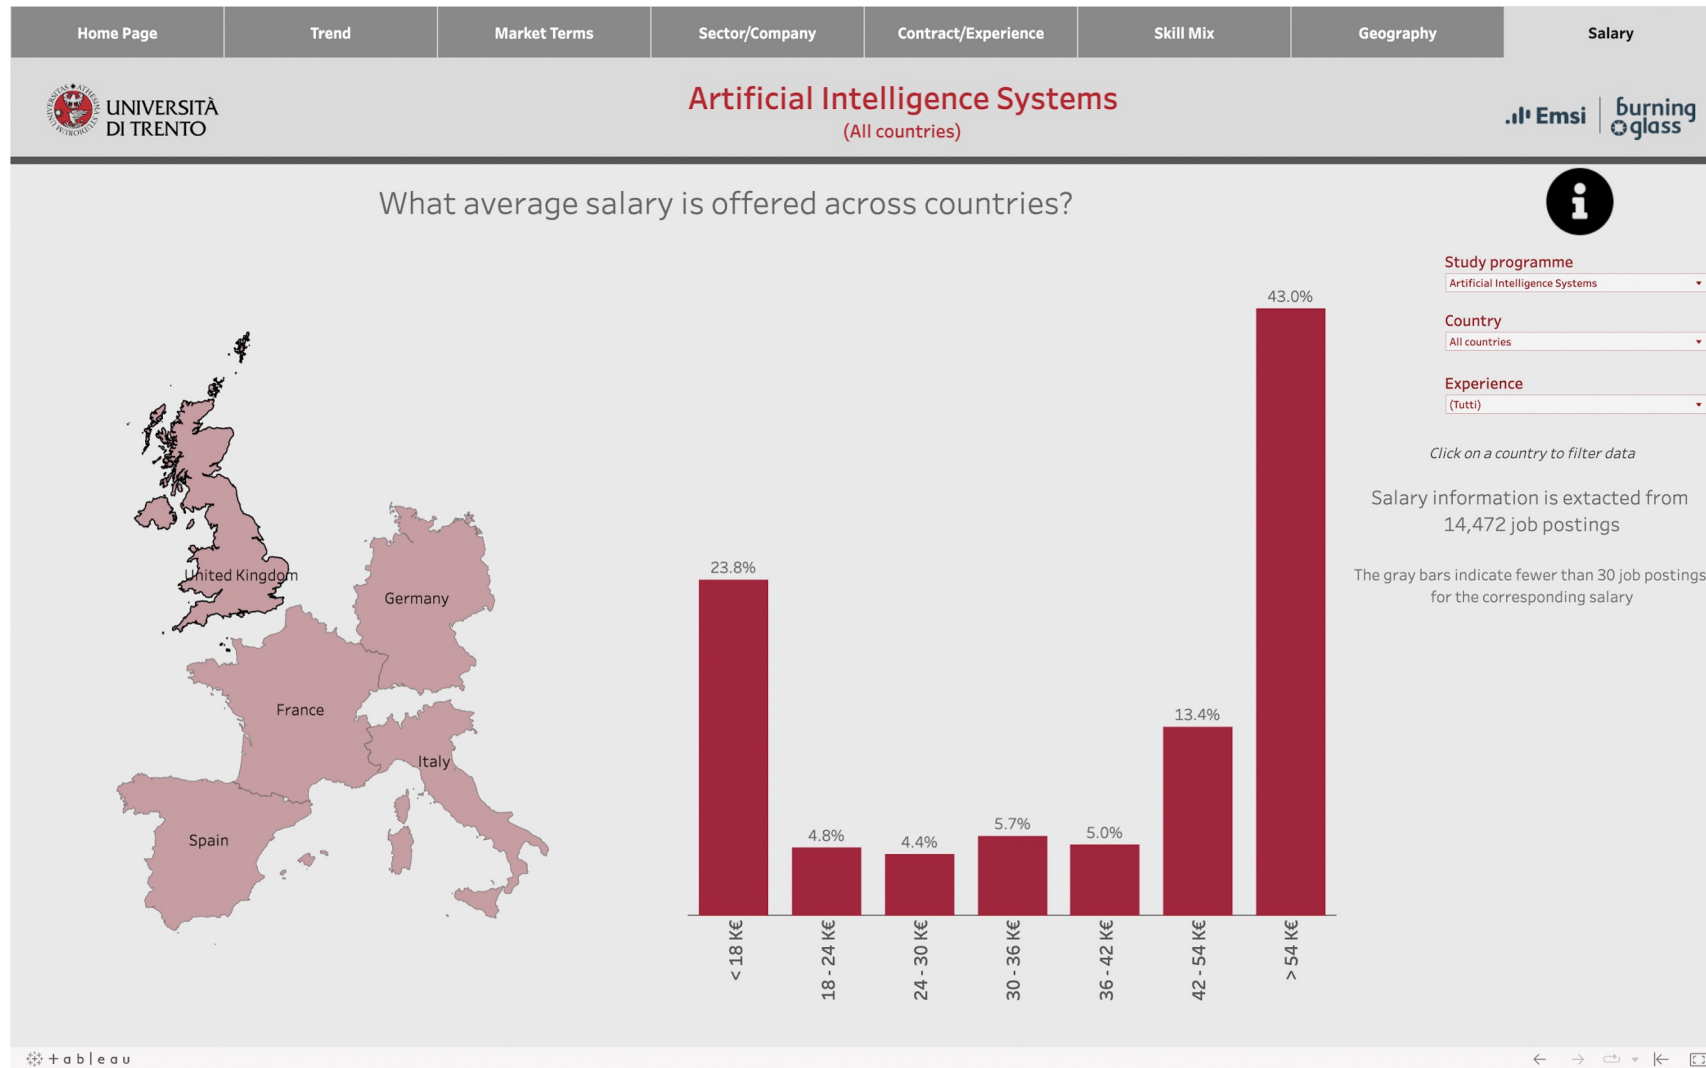 Home Page
Trend
Market Terms
Sector/Company
Contract/Experience
Skill Mix
Geography
Salary
UNIVERSITÀ
DI TRENTO
Artificial Intelligence Systems
(All countries)
Emsi
burning
glass
What average salary is offered across countries?
Study programme
Artificial Intelligence Systems
Country
All countries
Experience
(Tutti)
Click on a country to filter data
Salary information is extacted from
14,472 job postings
The gray bars indicate fewer than 30 job postings
for the corresponding salary
United Kingdom
Germany
France
Italy
Spain
23.8%
4.8%
4.4%
5.7%
5.0%
13.4%
43.0%
< 18 K€
18 - 24 K€
24 - 30 K€
30 - 36 K€
36 - 42 K€
42 - 54 K€
> 54 K€
+ableau